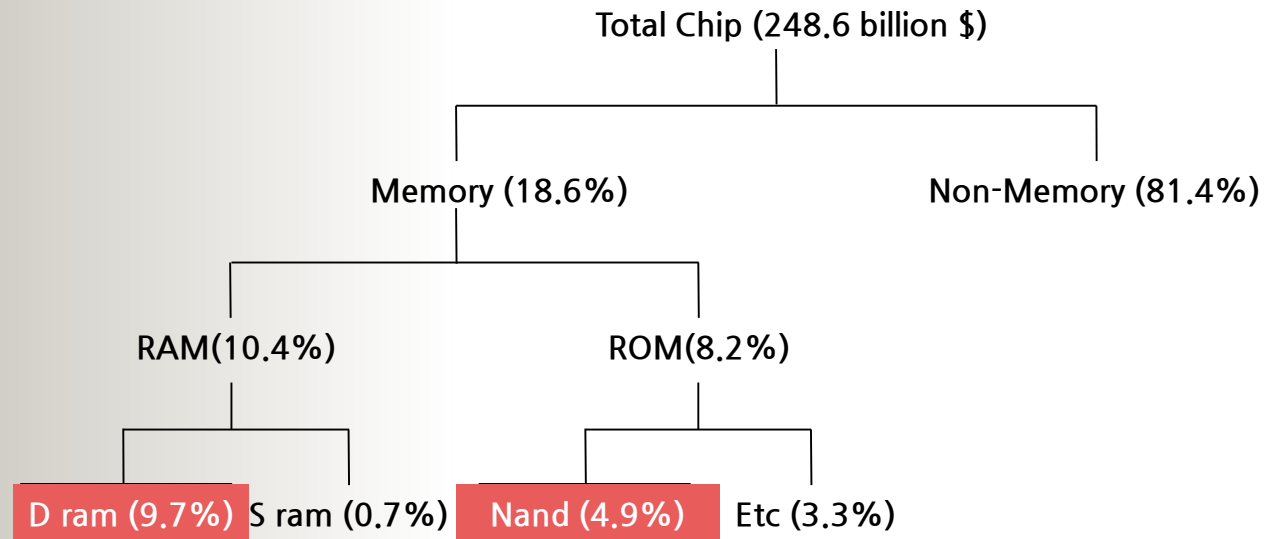 Total Chip (248.6 billion $)
Memory (18.6%)
Non-Memory (81.4%)
RAM(10.4%)
ROM(8.2%)
D ram (9.7%)
S ram (0.7%)
Nand (4.9%)
Etc (3.3%)